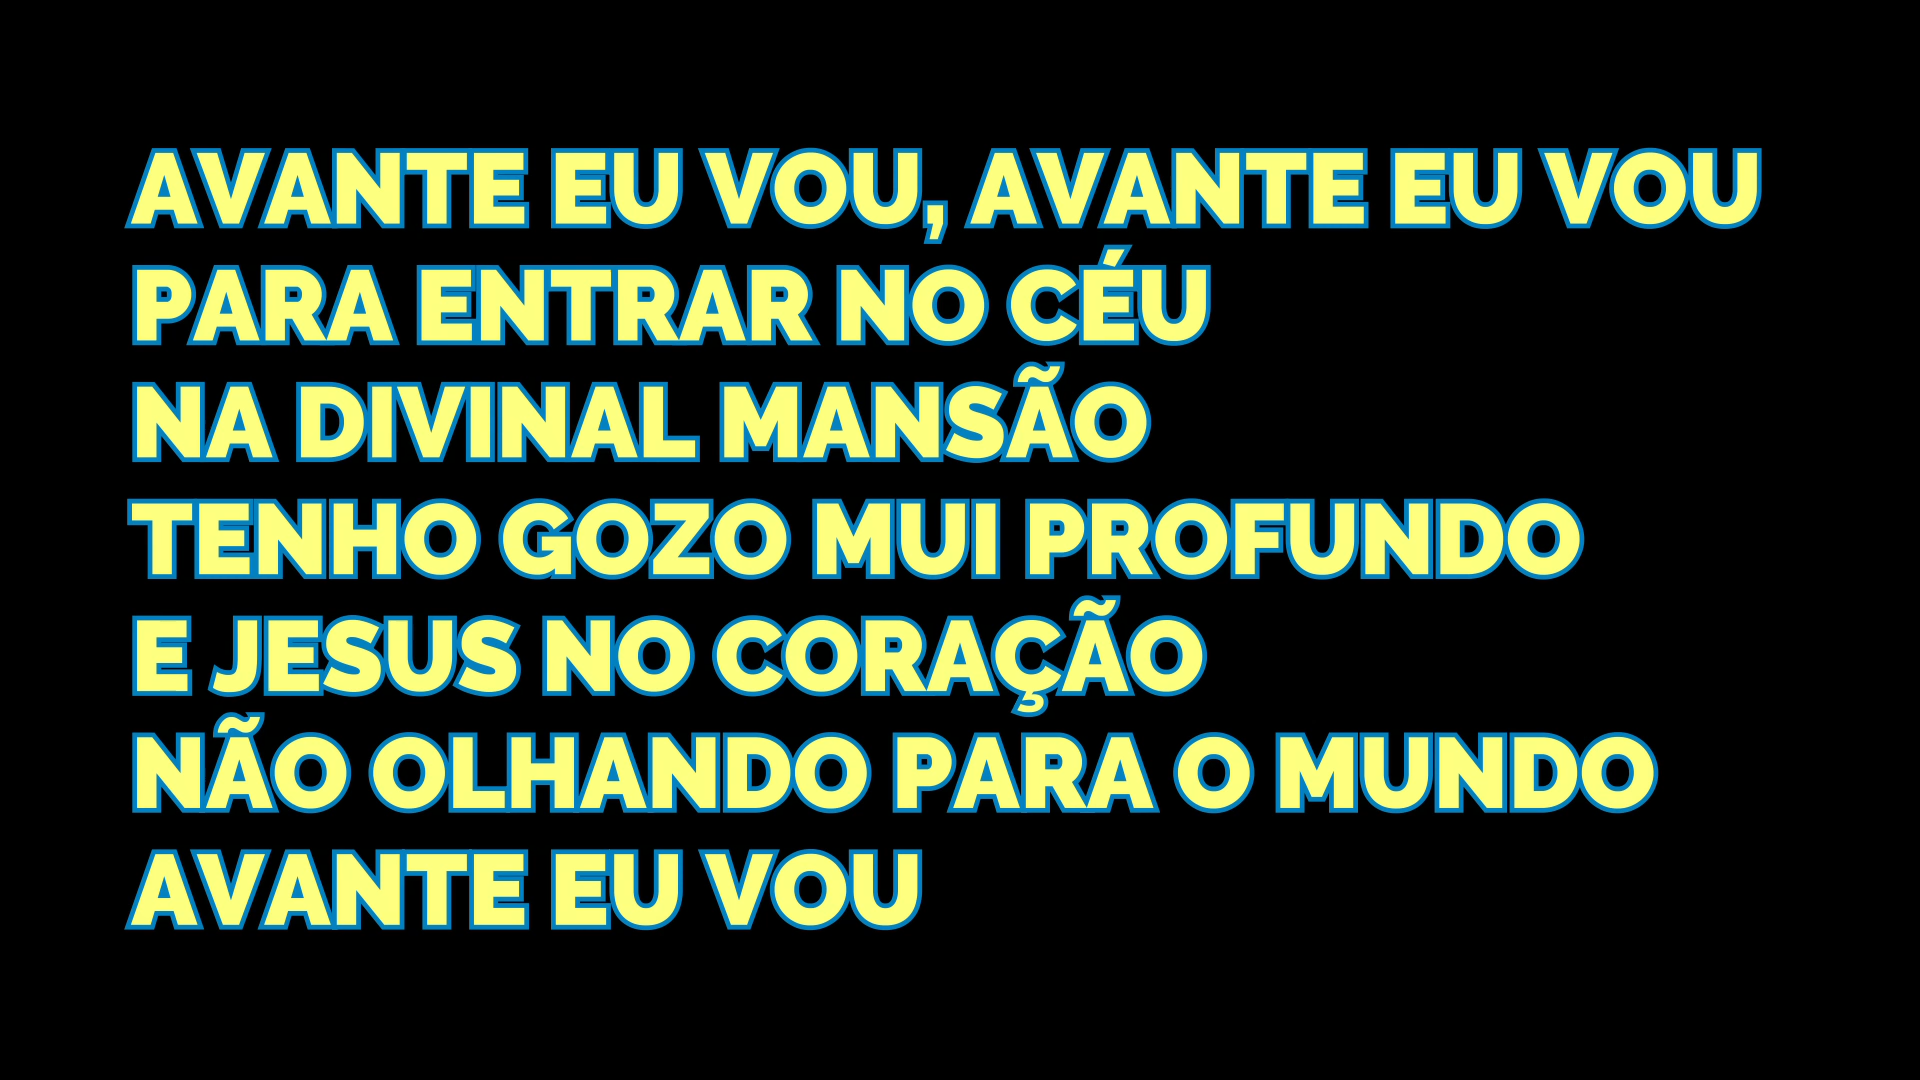 AVANTE EU VOU, AVANTE EU VOU
PARA ENTRAR NO CÉU
NA DIVINAL MANSÃO
TENHO GOZO MUI PROFUNDO
E JESUS NO CORAÇÃO
NÃO OLHANDO PARA O MUNDO
AVANTE EU VOU